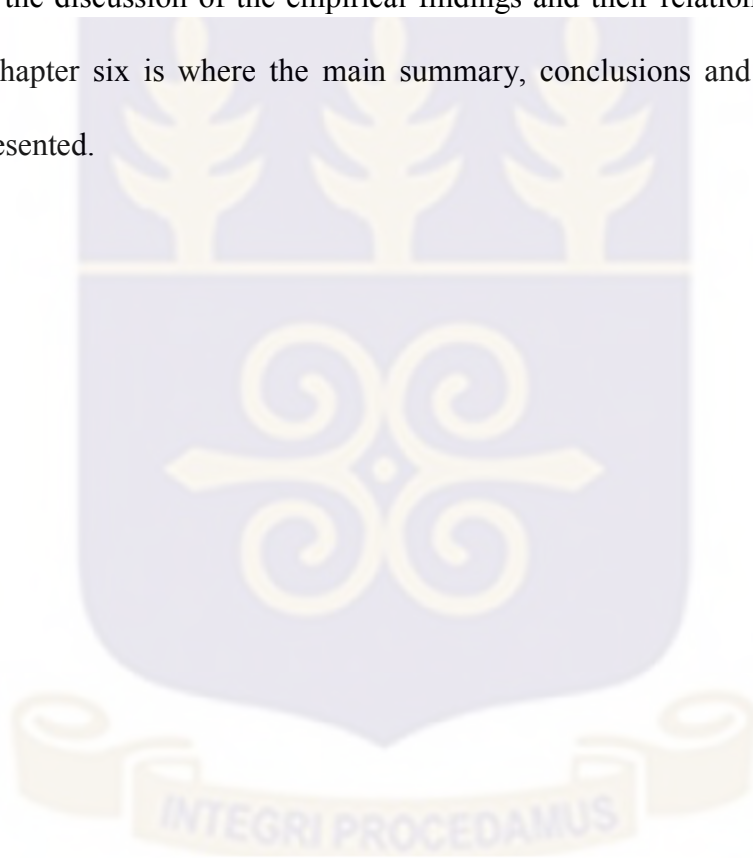 the discussion of the empirical findings and their relation
hapter six is where the main summary, conclusions and
esented.
INTEGRI PROCEDAMUS